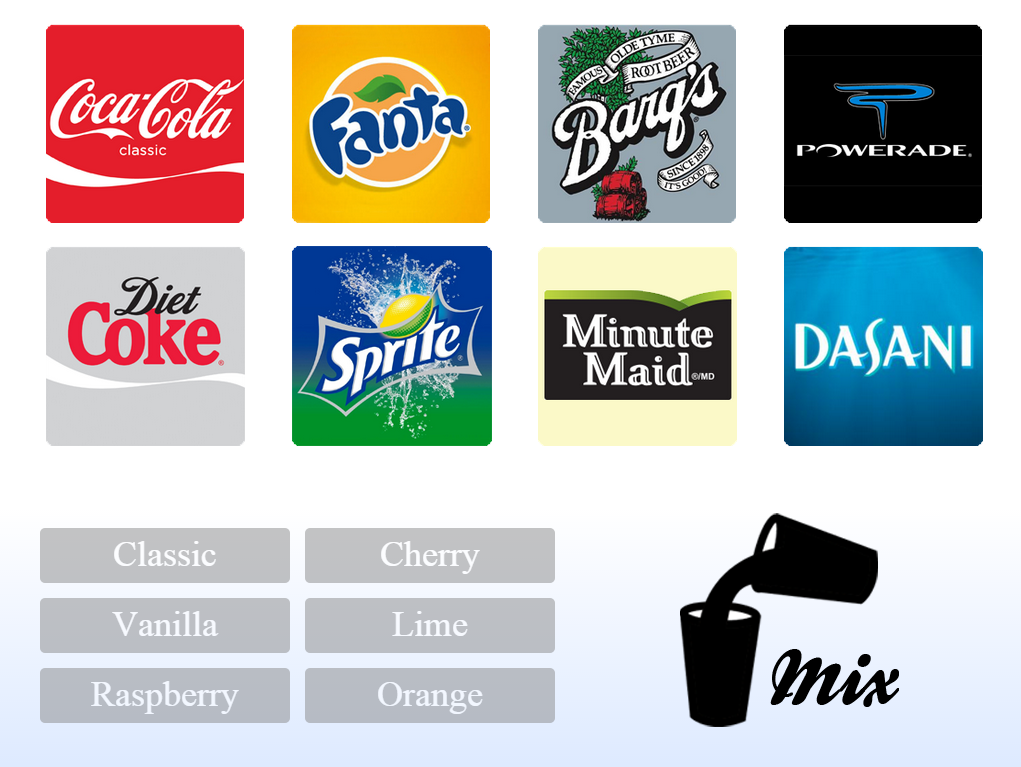 Coca-Cola
classic
Fanta
FAMOUS OLDE TYME
ROOT BEER
Barq's
SINCE 1898
IT'S GOOD!
POWERADE
Diet
Coke
Sprite
Minute
Maid ®/MD
DASANI
Classic
Cherry
Vanilla
Lime
Raspberry
Orange
Mix